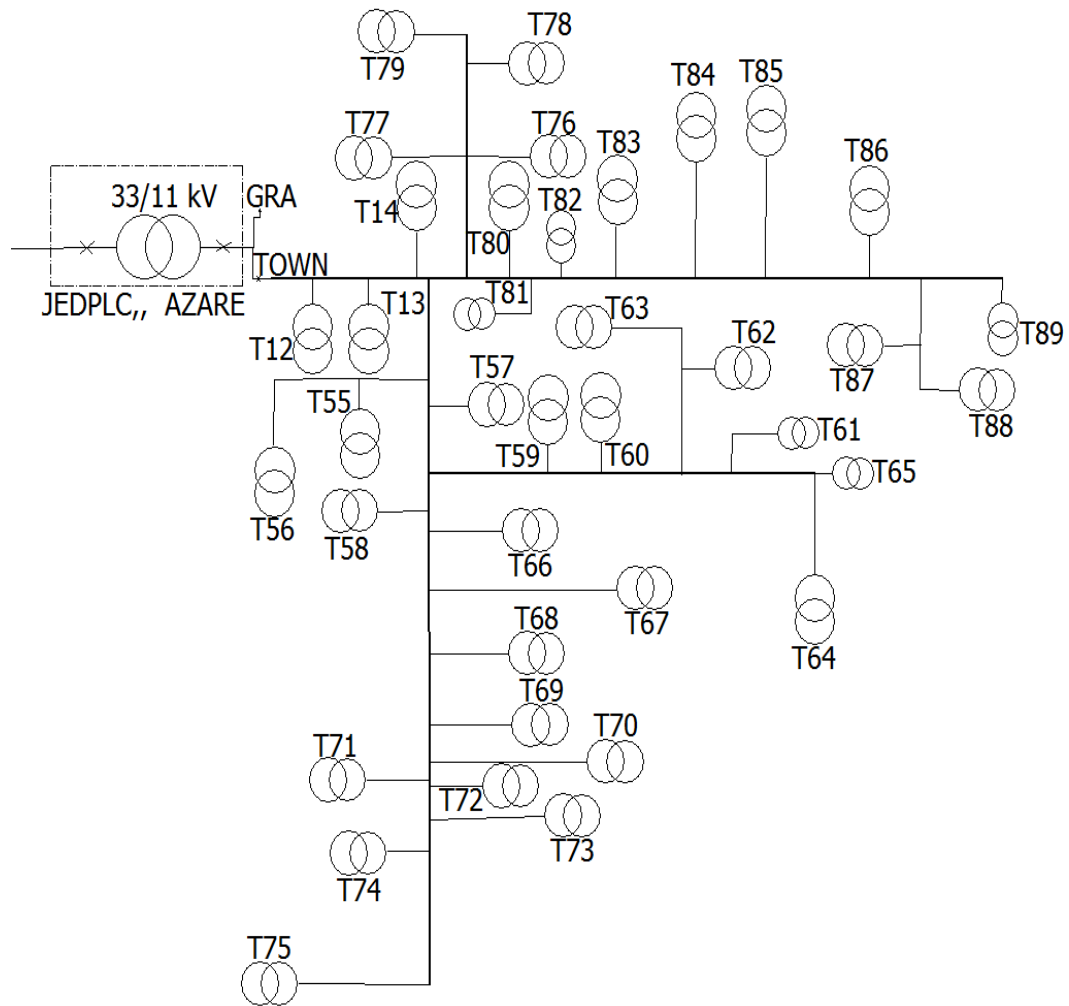 T79
T78
T84
T85
T77
T76
T83
T86
33/11 kV
GRA
T14
T82
T80
TOWN
JEDPLC,, AZARE
T13
T81
T63
T12
T62
T89
T57
T87
T55
T61
T88
T59
T60
T65
T56
T58
T66
T67
T68
T64
T69
T70
T71
T72
T73
T74
T75